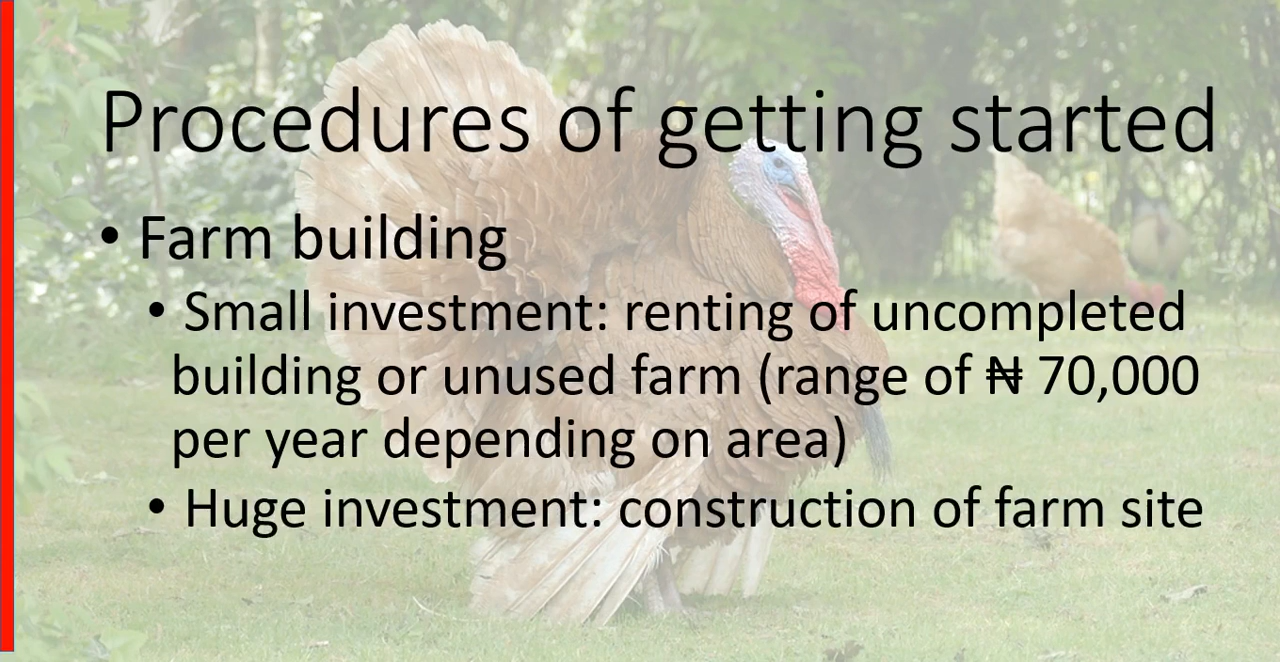 Procedures of getting started
• Farm building
• Small investment: renting of uncompleted
building or unused farm (range of ₦ 70,000
per year depending on area)
• Huge investment: construction of farm site